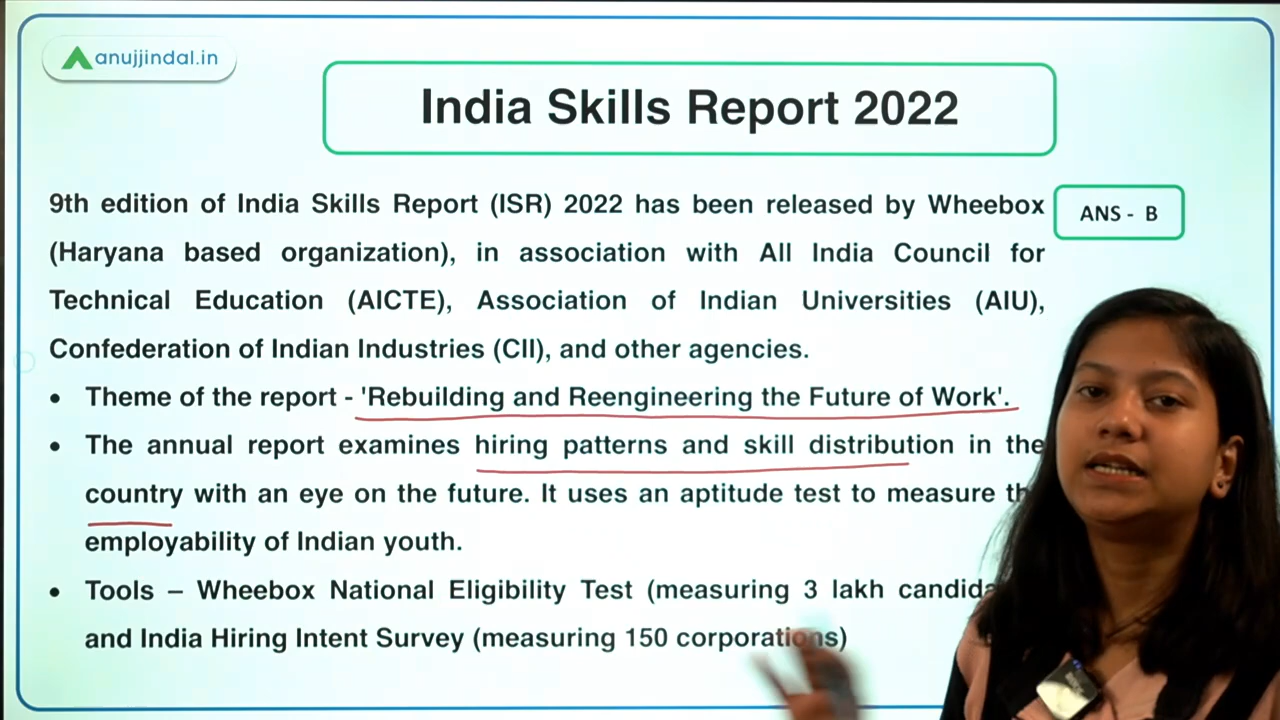 anujjindal.in
India Skills Report 2022
9th edition of India Skills Report (ISR) 2022 has been released by Wheebox
ANS - B
(Haryana based organization), in association with All India Council for
Technical Education (AICTE), Association of Indian Universities (AIU),
Confederation of Indian Industries (CII), and other agencies.
• Theme of the report - 'Rebuilding and Reengineering the Future of Work'.
• The annual report examines hiring patterns and skill distribution in the
country with an eye on the future. It uses an aptitude test to measure
employability of Indian youth.
• Tools – Wheebox National Eligibility Test (measuring 3 lakh
and India Hiring Intent Survey (measuring 150 corporations)